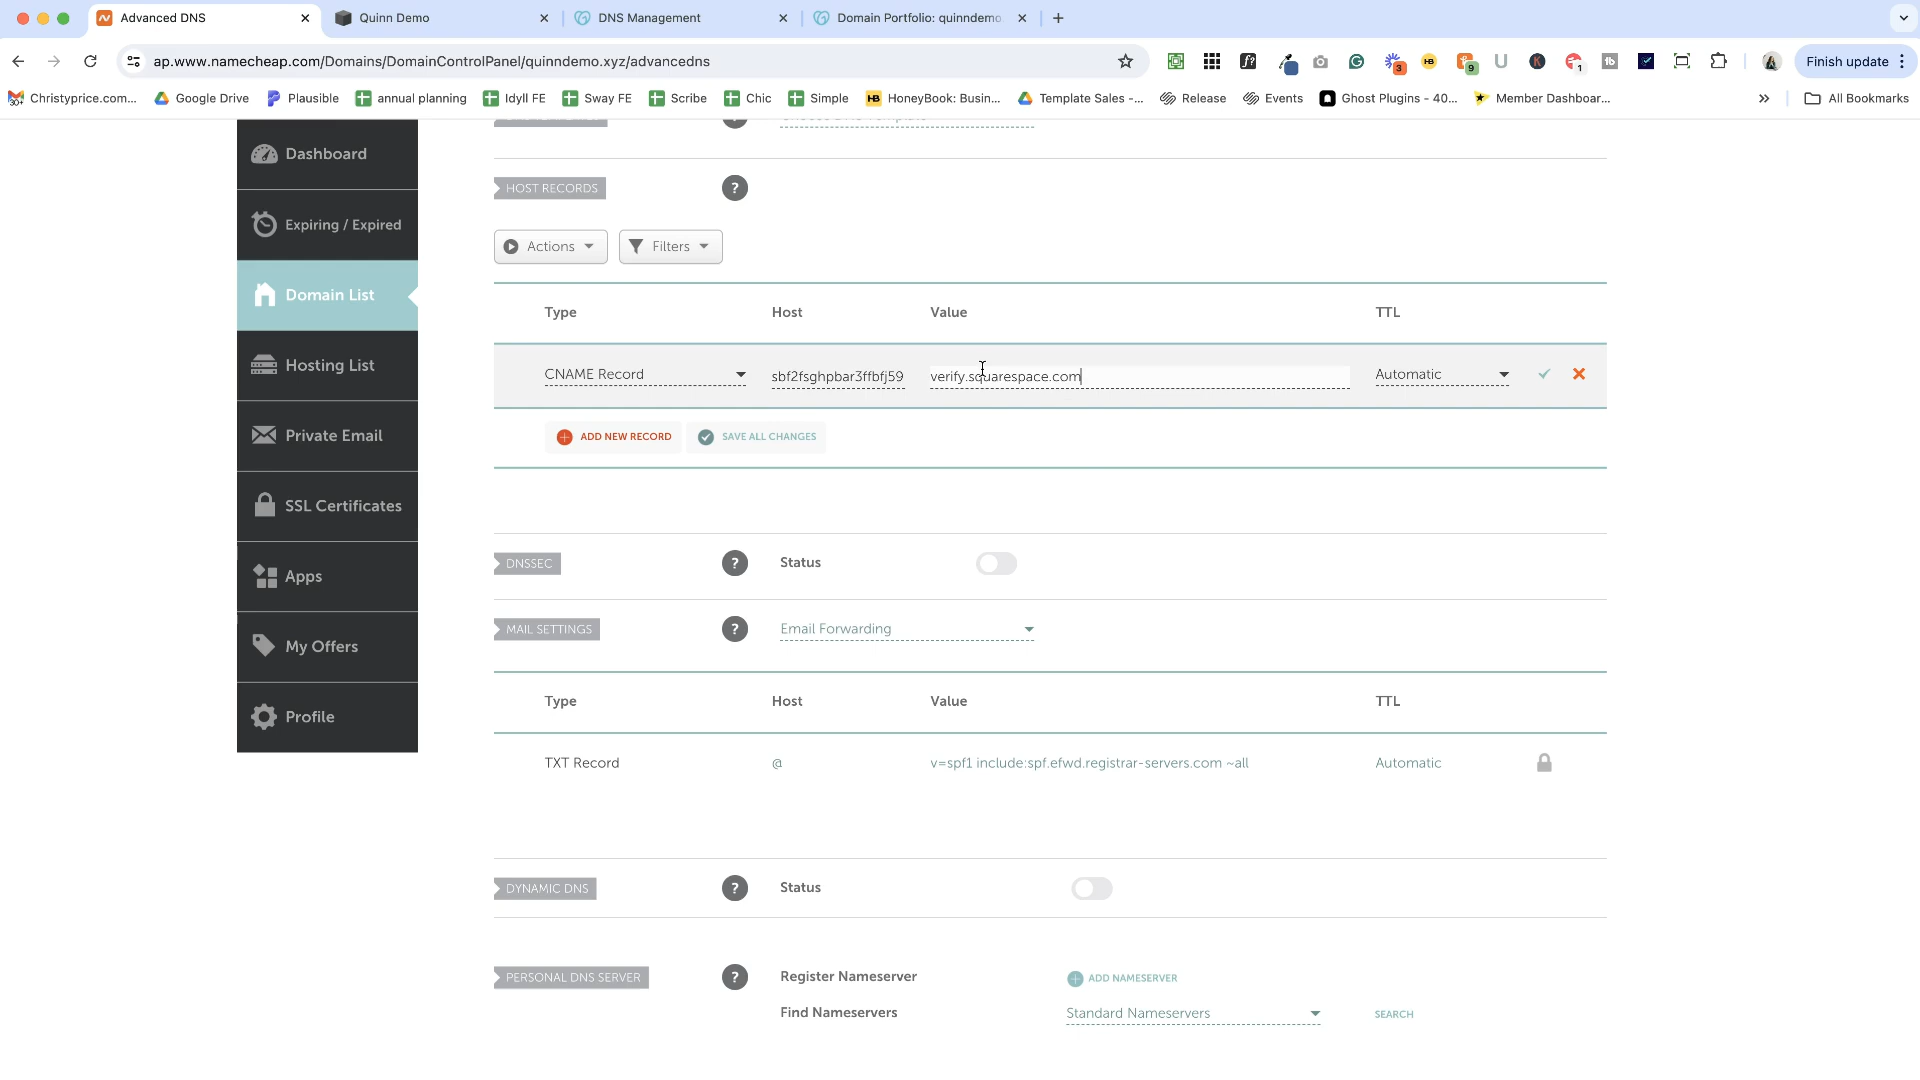 Advanced DNS
Quinn Demo
DNS Management
Domain Portfolio: quinndemo
ap.www.namecheap.com/Domains/DomainControlPanel/quinndemo.xyz/advancedns
Finish update
Christyprice.com...
Google Drive
Plausible
annual planning
Idyll FE
Sway FE
Scribe
Chic
Simple
HoneyBook: Busin...
Template Sales -...
Release
Events
Ghost Plugins - 40...
Member Dashboar...
All Bookmarks
Dashboard
Expiring / Expired
Domain List
Hosting List
Private Email
SSL Certificates
Apps
My Offers
Profile
HOST RECORDS
?
Actions
Filters
Type Host Value TTL
CNAME Record sbf2fsghpbar3ffbfj59 verify.squarespace.com Automatic
ADD NEW RECORD SAVE ALL CHANGES
DNSSEC ? Status
MAIL SETTINGS ? Email Forwarding
Type Host Value TTL
TXT Record @ v=spf1 include:spf.efwd.registrar-servers.com ~all Automatic
DYNAMIC DNS ? Status
PERSONAL DNS SERVER ? Register Nameserver ADD NAMESERVER
Find Nameservers Standard Nameservers SEARCH